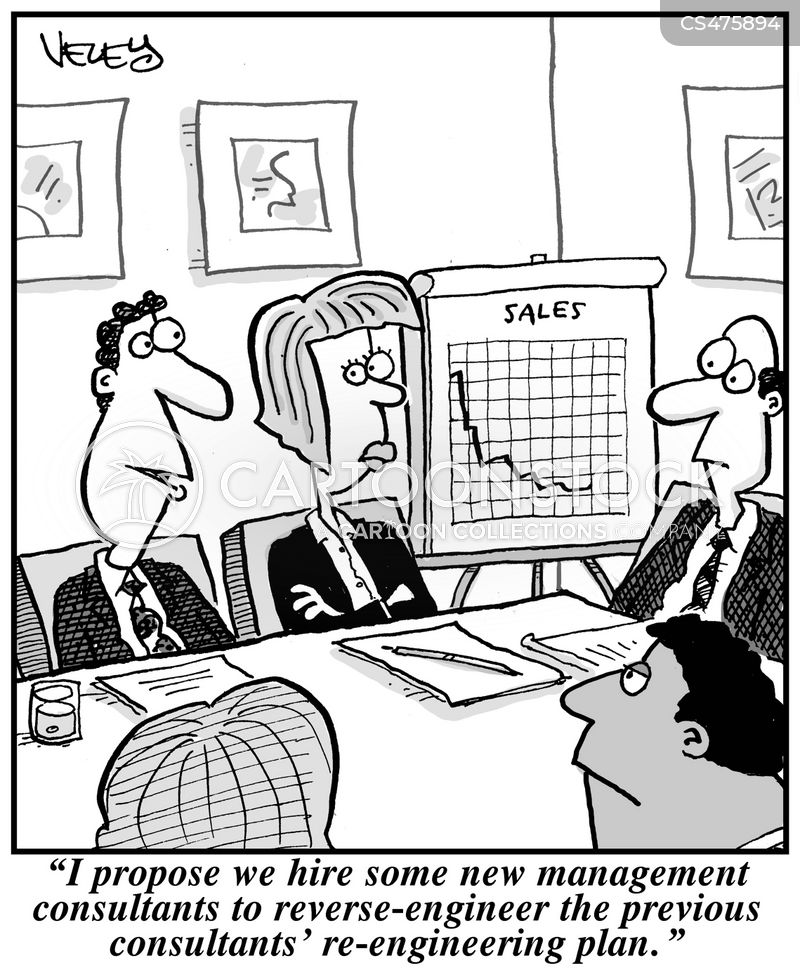 CS475894
VELEY
SALES
CARTOONSTOCK
CARTOON COLLECTIONS COMPANY
“I propose we hire some new management
consultants to reverse-engineer the previous
consultants’ re-engineering plan.”